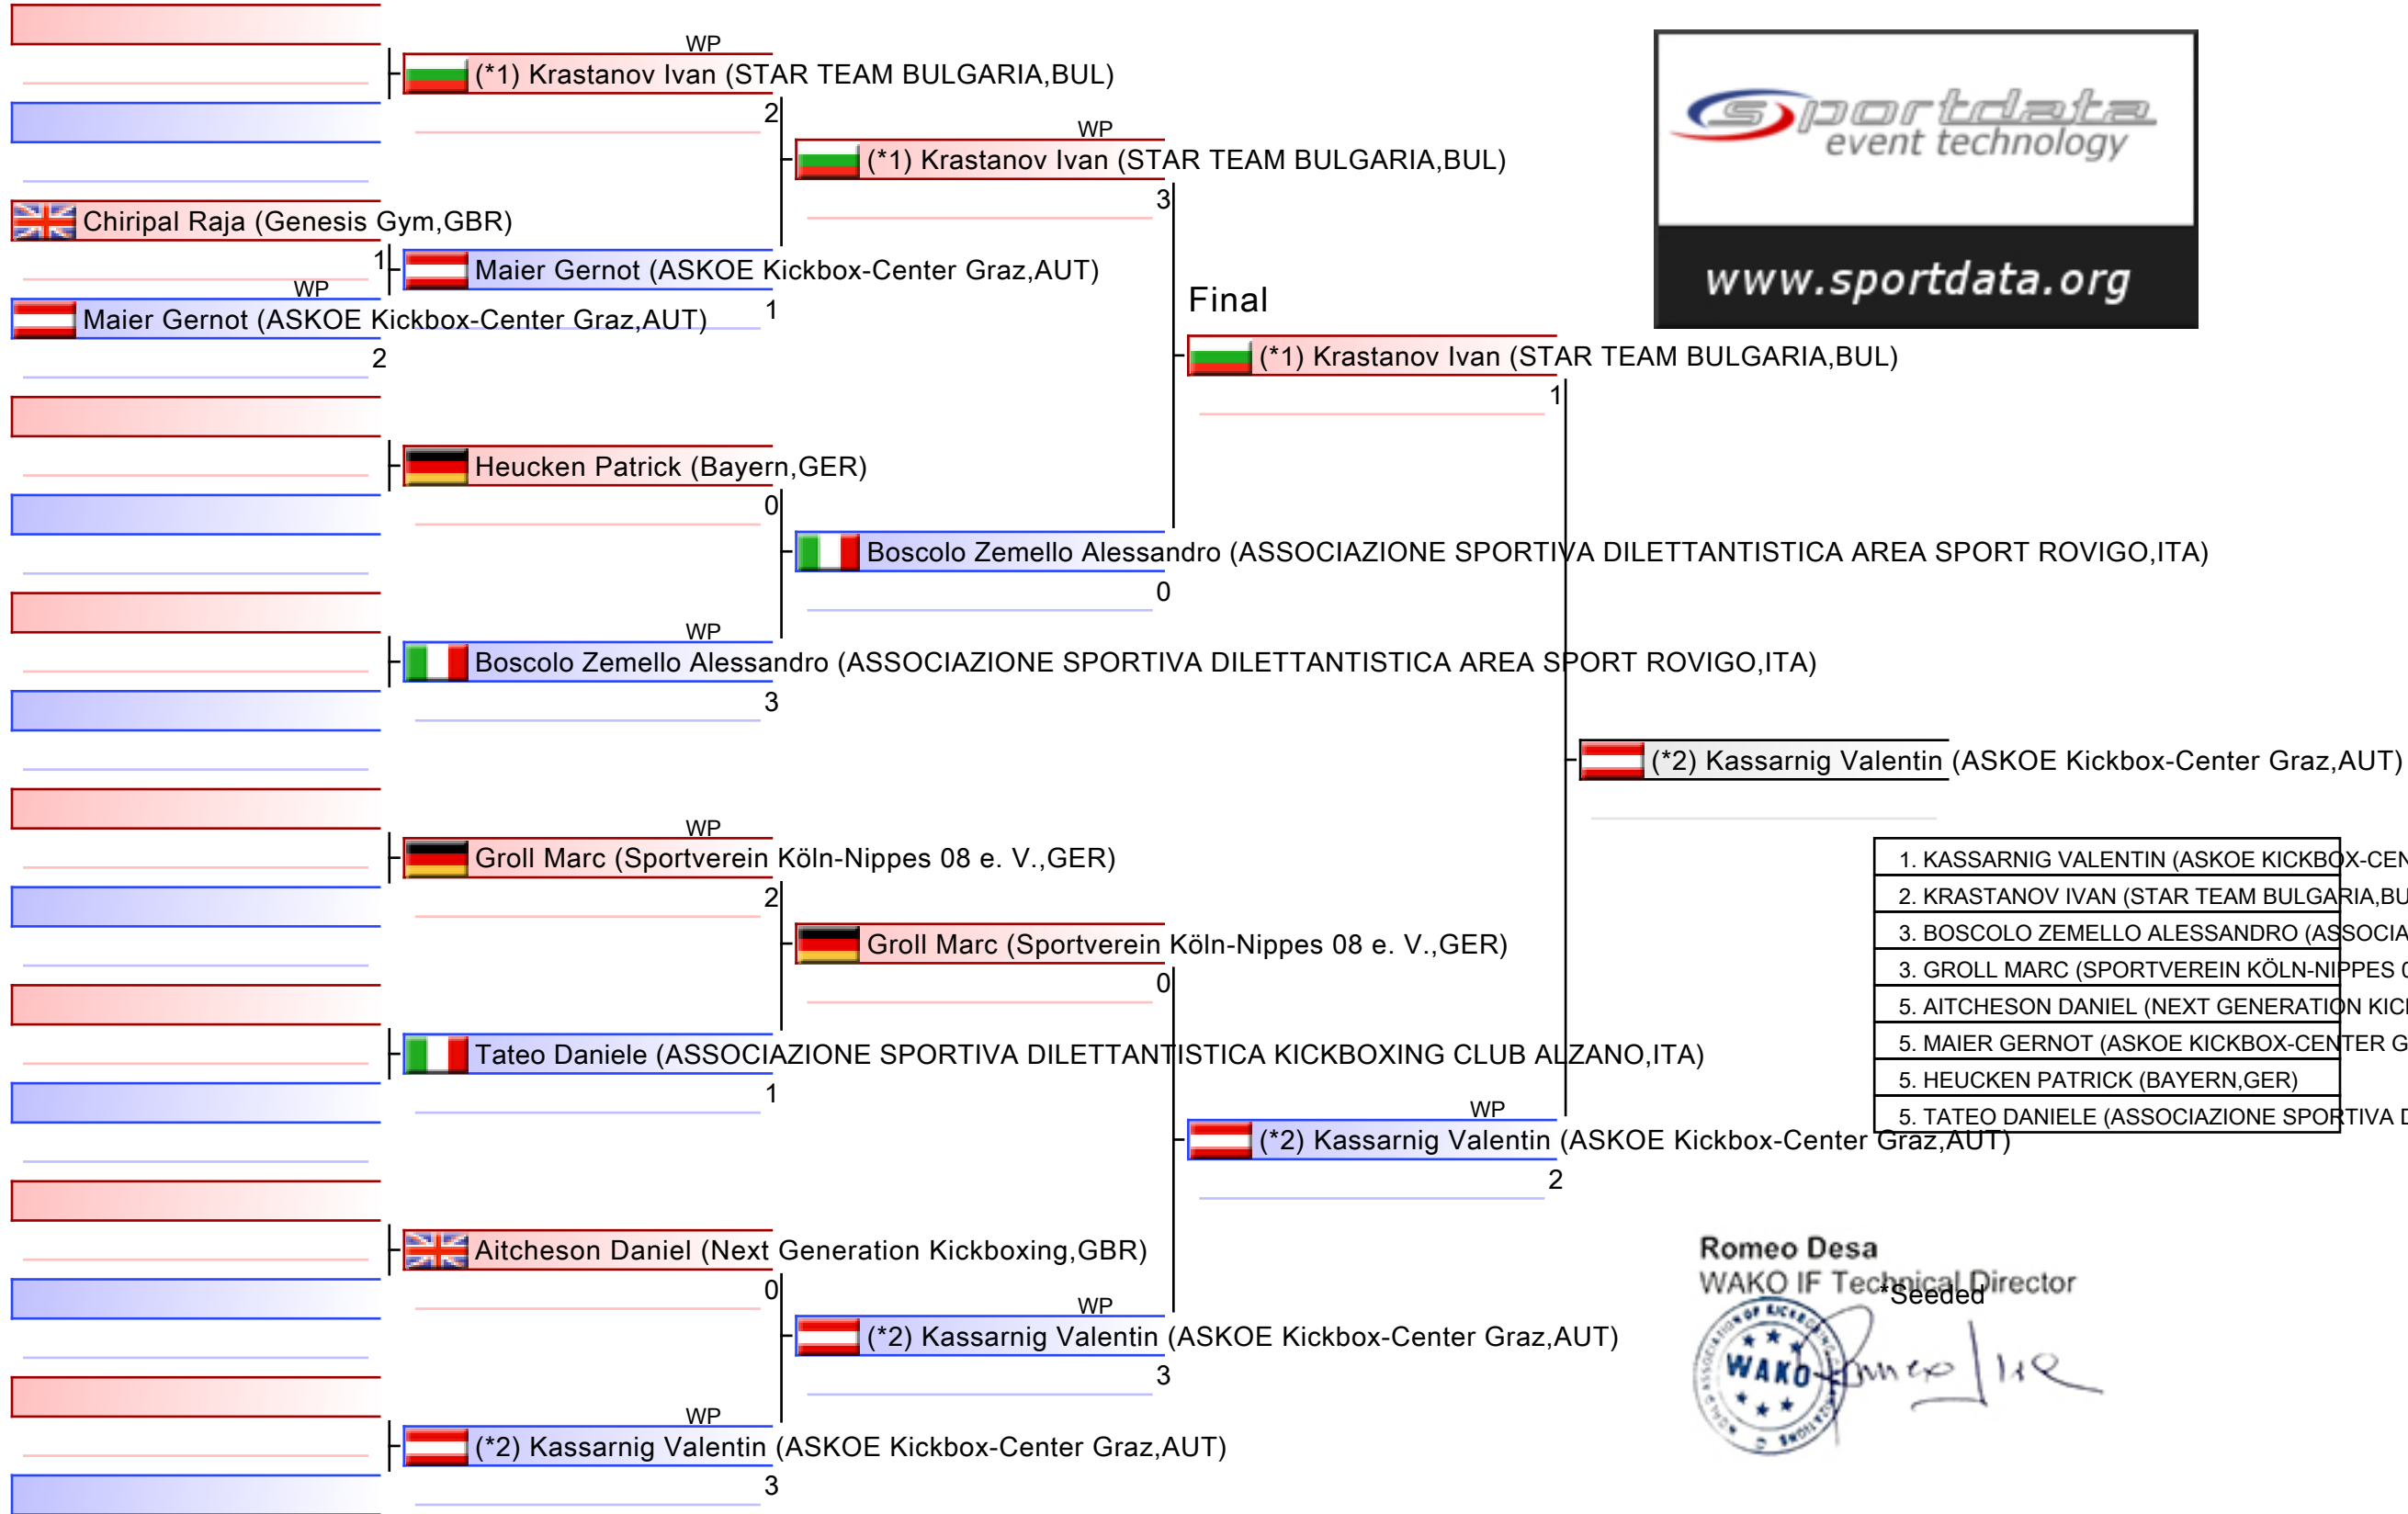 WP
(*1) Krastanov Ivan (STAR TEAM BULGARIA,BUL)
2
Chiripal Raja (Genesis Gym,GBR)
1
WP
Maier Gernot (ASKOE Kickbox-Center Graz,AUT)
2
Maier Gernot (ASKOE Kickbox-Center Graz,AUT)
1
Heucken Patrick (Bayern,GER)
0
WP
Boscolo Zemello Alessandro (ASSOCIAZIONE SPORTIVA DILETTANTISTICA AREA SPORT ROVIGO,ITA)
3
WP
Groll Marc (Sportverein Köln-Nippes 08 e. V.,GER)
2
Tateo Daniele (ASSOCIAZIONE SPORTIVA DILETTANTISTICA KICKBOXING CLUB ALZANO,ITA)
1
Aitcheson Daniel (Next Generation Kickboxing,GBR)
0
WP
(*2) Kassarnig Valentin (ASKOE Kickbox-Center Graz,AUT)
3
WP
(*1) Krastanov Ivan (STAR TEAM BULGARIA,BUL)
3
Boscolo Zemello Alessandro (ASSOCIAZIONE SPORTIVA DILETTANTISTICA AREA SPORT ROVIGO,ITA)
0
Groll Marc (Sportverein Köln-Nippes 08 e. V.,GER)
0
WP
(*2) Kassarnig Valentin (ASKOE Kickbox-Center Graz,AUT)
3
Final
(*1) Krastanov Ivan (STAR TEAM BULGARIA,BUL)
1
WP
(*2) Kassarnig Valentin (ASKOE Kickbox-Center Graz,AUT)
2
(*2) Kassarnig Valentin (ASKOE Kickbox-Center Graz,AUT)
sportdata
event technology
www.sportdata.org
1. KASSARNIG VALENTIN (ASKOE KICKBOX-CEN
2. KRASTANOV IVAN (STAR TEAM BULGARIA,BU
3. BOSCOLO ZEMELLO ALESSANDRO (ASSOCIA
3. GROLL MARC (SPORTVEREIN KÖLN-NIPPES 0
5. AITCHESON DANIEL (NEXT GENERATION KIC
5. MAIER GERNOT (ASKOE KICKBOX-CENTER G
5. HEUCKEN PATRICK (BAYERN,GER)
5. TATEO DANIELE (ASSOCIAZIONE SPORTIVA D
Romeo Desa
WAKO IF Technical Director
*Seeded
WAKO